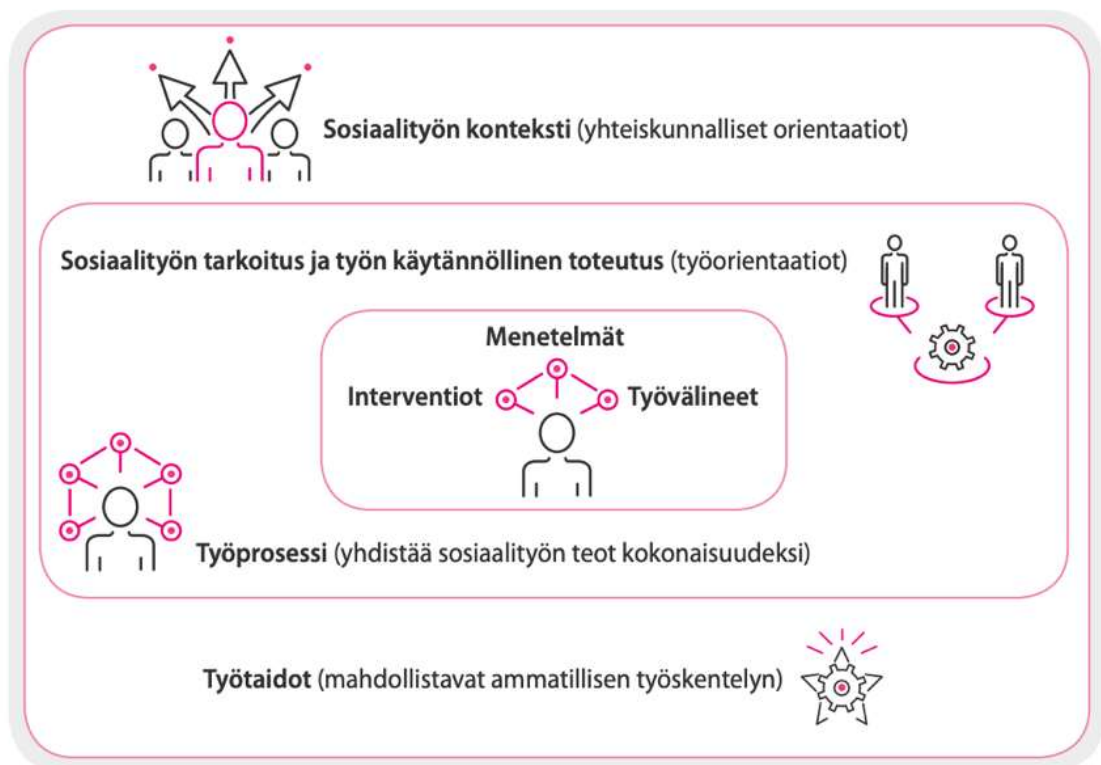 Sosiaalityön konteksti (yhteiskunnalliset orientaatiot)
Sosiaalityön tarkoitus ja työn käytännöllinen toteutus (työorientaatiot)
Menetelmät
Interventiot
Työvälineet
Työprosessi (yhdistää sosiaalityön teot kokonaisuudeksi)
Työtaidot (mahdollistavat ammatillisen työskentelyn)